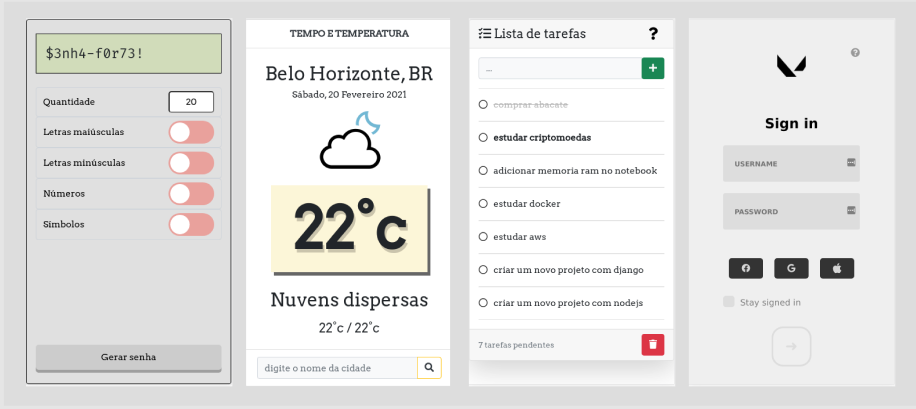 $3nh4-f0r73!
Quantidade
20
Letras maiúsculas
Letras minúsculas
Números
Símbolos
Gerar senha
TEMPO E TEMPERATURA
Belo Horizonte, BR
Sábado, 20 Fevereiro 2021
22°c
Nuvens dispersas
22°c / 22°c
digite o nome da cidade
Lista de tarefas
?
...
+
comprar abacate
estudar criptomoedas
adicionar memoria ram no notebook
estudar docker
estudar aws
criar um novo projeto com django
criar um novo projeto com nodejs
7 tarefas pendentes
?
Sign in
USERNAME
PASSWORD
G
Stay signed in